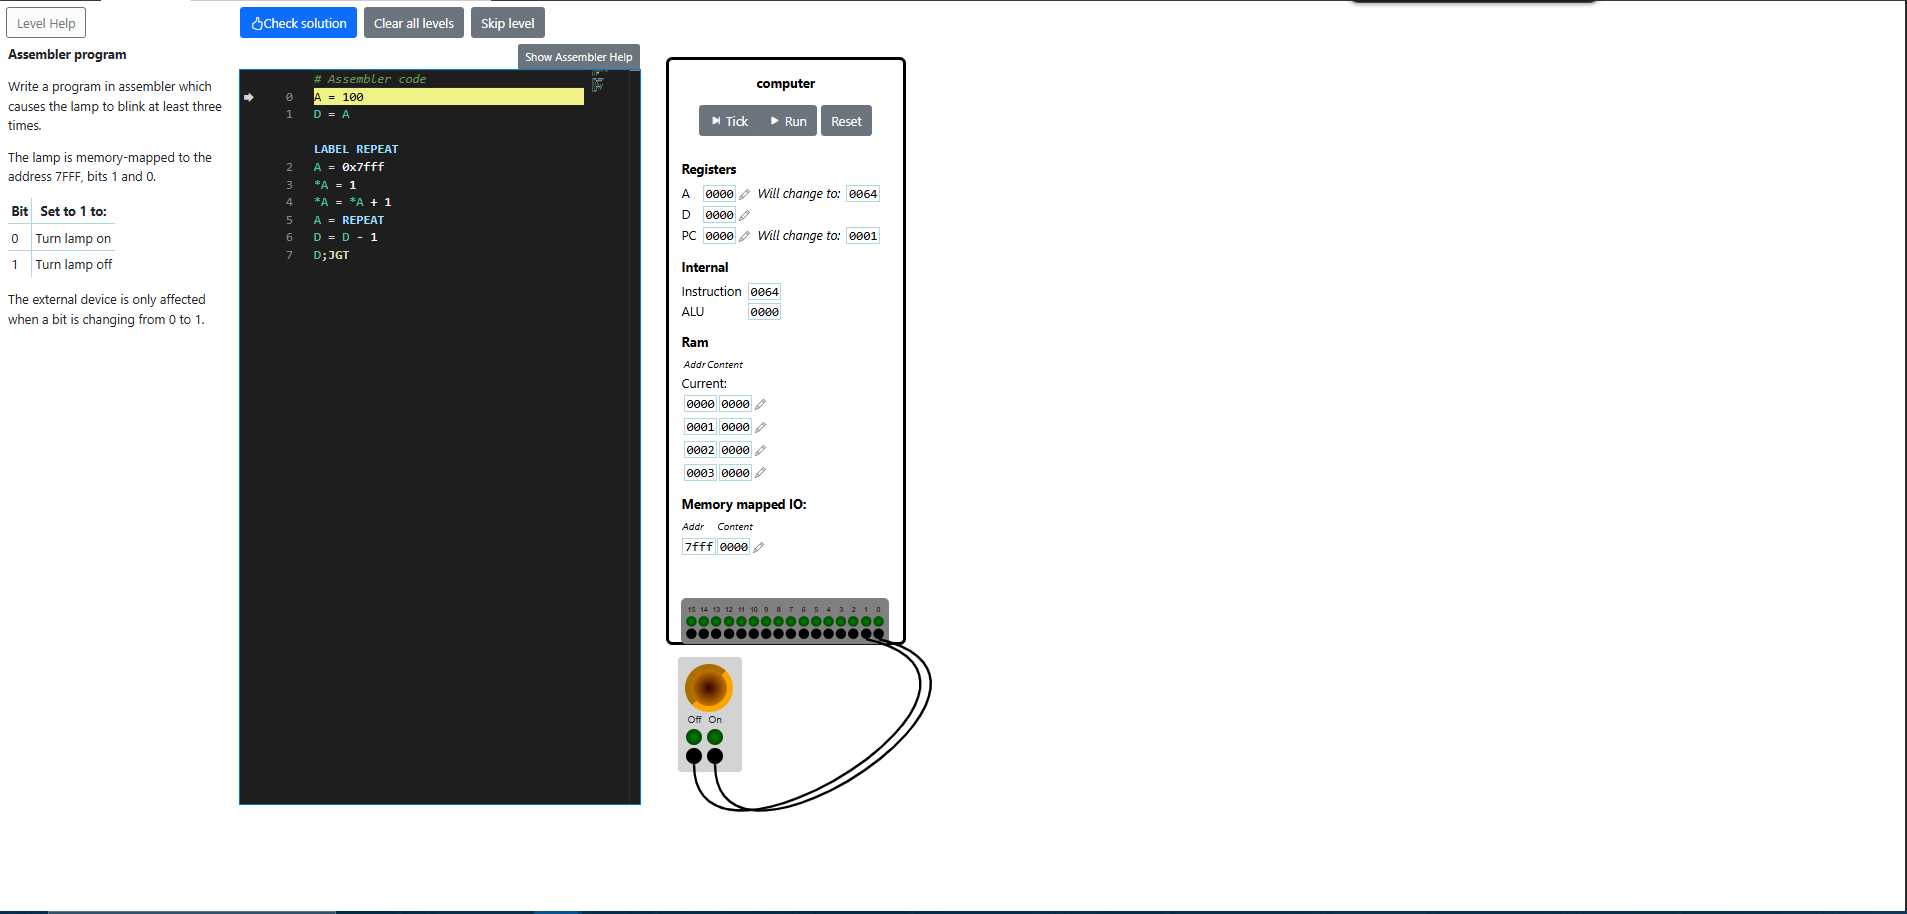 Level Help
Check solution
Clear all levels
Skip level
Assembler program
Write a program in assembler which
causes the lamp to blink at least three
times.
The lamp is memory-mapped to the
address 7FFF, bits 1 and 0.
Bit Set to 1 to:
0 Turn lamp on
1 Turn lamp off
The external device is only affected
when a bit is changing from 0 to 1.
Show Assembler Help
# Assembler code
0 A = 100
1 D = A
LABEL REPEAT
2 A = 0x7fff
3 *A = 1
4 *A = *A + 1
5 A = REPEAT
6 D = D - 1
7 D;JGT
computer
Tick Run Reset
Registers
A 0000 Will change to: 0064
D 0000
PC 0000 Will change to: 0001
Internal
Instruction 0064
ALU 0000
Ram
Addr Content
Current:
0000 0000
0001 0000
0002 0000
0003 0000
Memory mapped IO:
Addr Content
7fff 0000
15 14 13 12 11 10 9 8 7 6 5 4 3 2 1 0
Off On